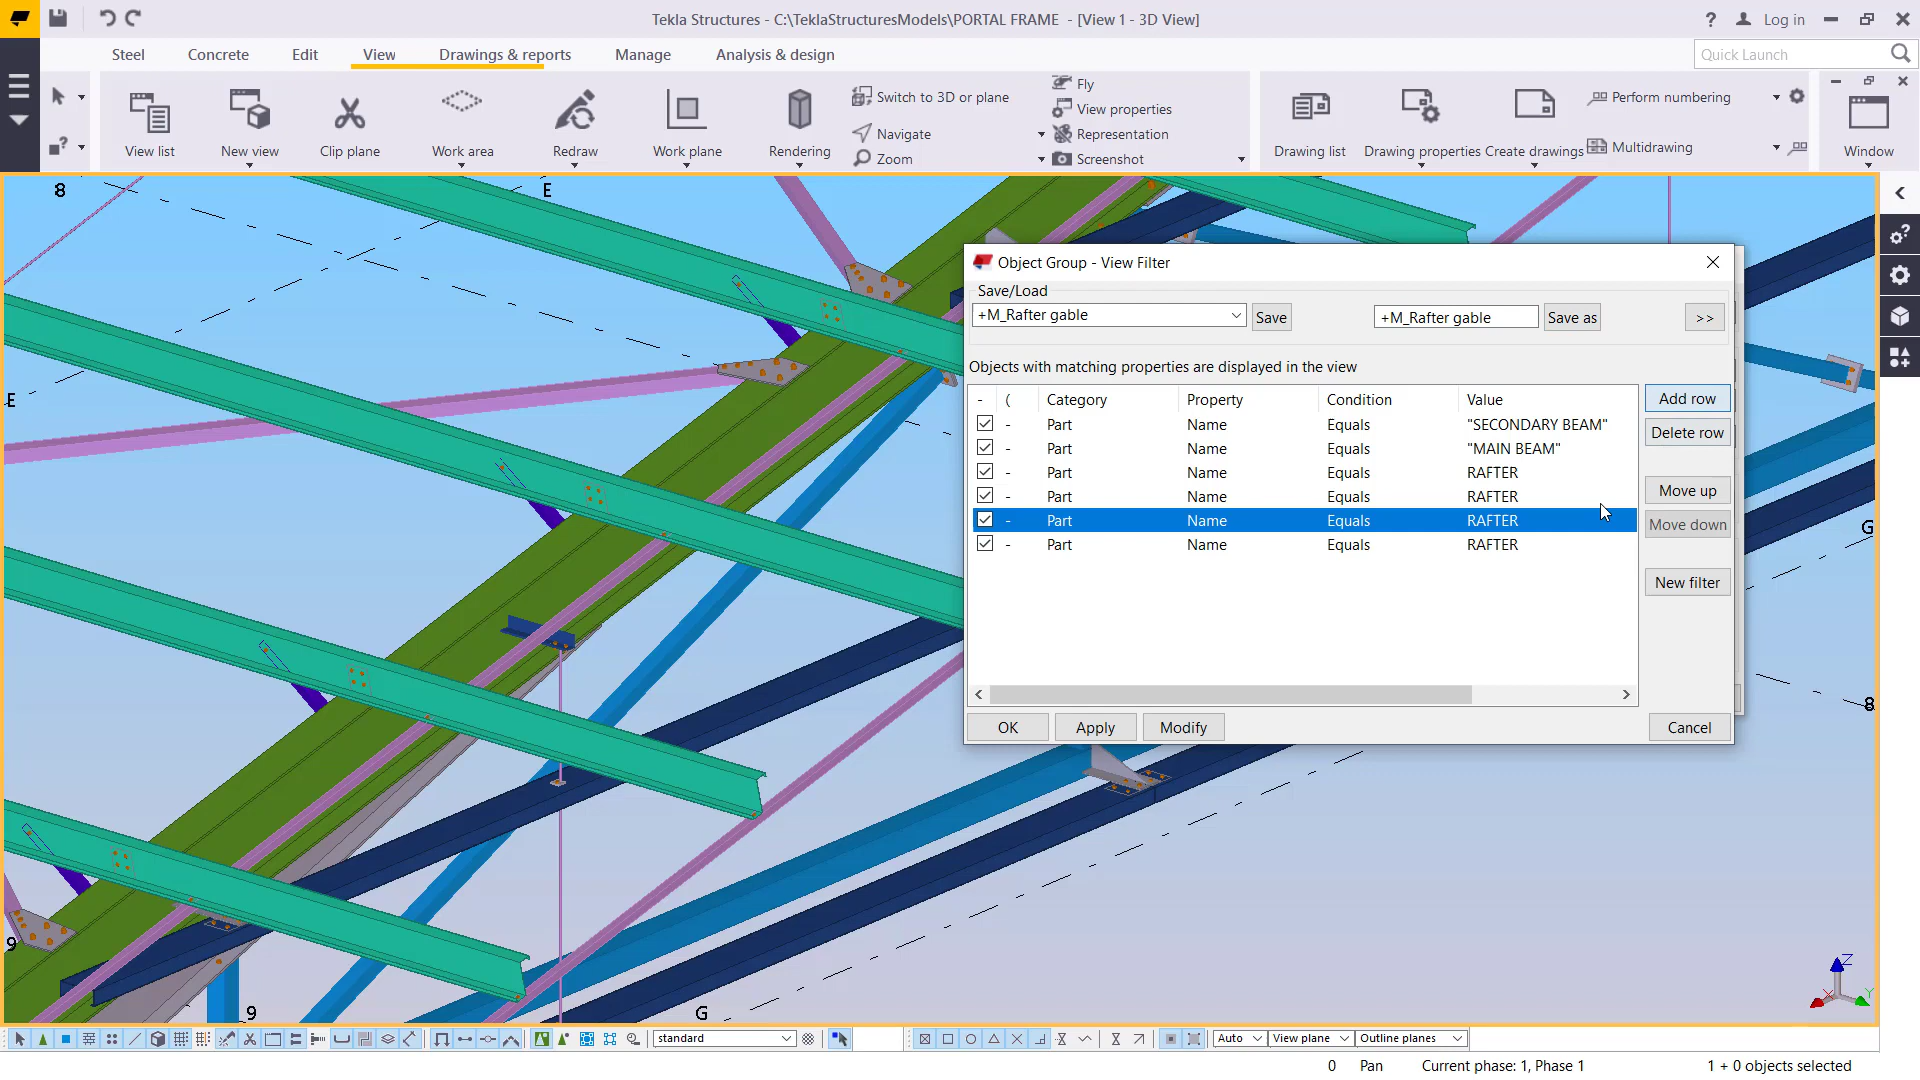 Tekla Structures - C:\TeklaStructuresModels\PORTAL FRAME - [View 1 - 3D View]
? Log in
Steel Concrete Edit View Drawings & reports Manage Analysis & design
Quick Launch
View list
New view
Clip plane
Work area
Redraw
Work plane
Rendering
Switch to 3D or plane
Navigate
Zoom
Fly
View properties
Representation
Screenshot
Drawing list
Drawing properties
Create drawings
Perform numbering
Multidrawing
Window
8
E
E
9
9
G
G
8
Z
X
Y
Object Group - View Filter
Save/Load
+M_Rafter gable
Save
+M_Rafter gable
Save as
>>
Objects with matching properties are displayed in the view
- ( Category Property Condition Value
- Part Name Equals "SECONDARY BEAM"
- Part Name Equals "MAIN BEAM"
- Part Name Equals RAFTER
- Part Name Equals RAFTER
- Part Name Equals RAFTER
- Part Name Equals RAFTER
Add row
Delete row
Move up
Move down
New filter
OK
Apply
Modify
Cancel
standard
Auto
View plane
Outline planes
0 Pan Current phase: 1, Phase 1 1 + 0 objects selected